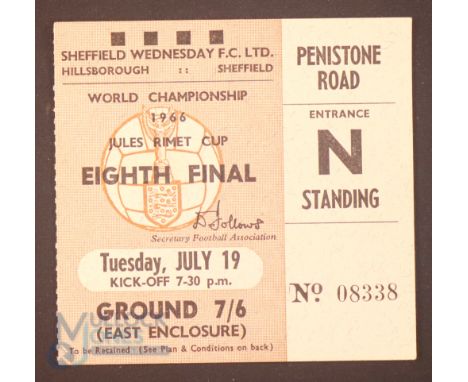 SHEFFIELD WEDNESDAY F.C. LTD.
HILLSBOROUGH :: SHEFFIELD
WORLD CHAMPIONSHIP
1966
JULES RIMET CUP
EIGHTH FINAL
D Follows
Secretary Football Association
Tuesday, JULY 19
KICK-OFF 7-30 p.m.
GROUND 7/6
(EAST ENCLOSURE)
To be Retained (See Plan & Conditions on back)
PENISTONE
ROAD
ENTRANCE
N
STANDING
No. 08338